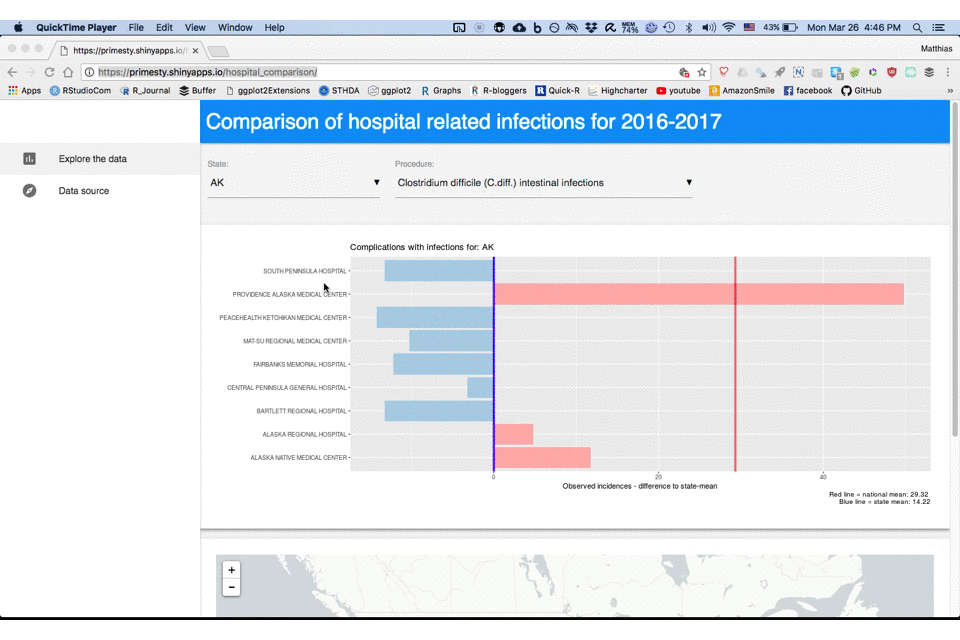 QuickTime Player File Edit View Window Help MEM 74% 43% Mon Mar 26 4:46 PM
https://primesty.shinyapps.io/ Matthias
https://primesty.shinyapps.io/hospital_comparison/
Apps RStudioCom R_Journal Buffer ggplot2Extensions STHDA ggplot2 Graphs R-bloggers Quick-R Highcharter youtube AmazonSmile facebook GitHub »
Comparison of hospital related infections for 2016-2017
Explore the data
Data source
State: Procedure:
AK Clostridium difficile (C.diff.) intestinal infections
Complications with infections for: AK
SOUTH PENINSULA HOSPITAL
PROVIDENCE ALASKA MEDICAL CENTER
PEACEHEALTH KETCHIKAN MEDICAL CENTER
MAT-SU REGIONAL MEDICAL CENTER
FAIRBANKS MEMORIAL HOSPITAL
CENTRAL PENINSULA GENERAL HOSPITAL
BARTLETT REGIONAL HOSPITAL
ALASKA REGIONAL HOSPITAL
ALASKA NATIVE MEDICAL CENTER
0 20 40
Observed incidences - difference to state-mean
Red line = national mean: 29.32
Blue line = state mean: 14.22
+
−